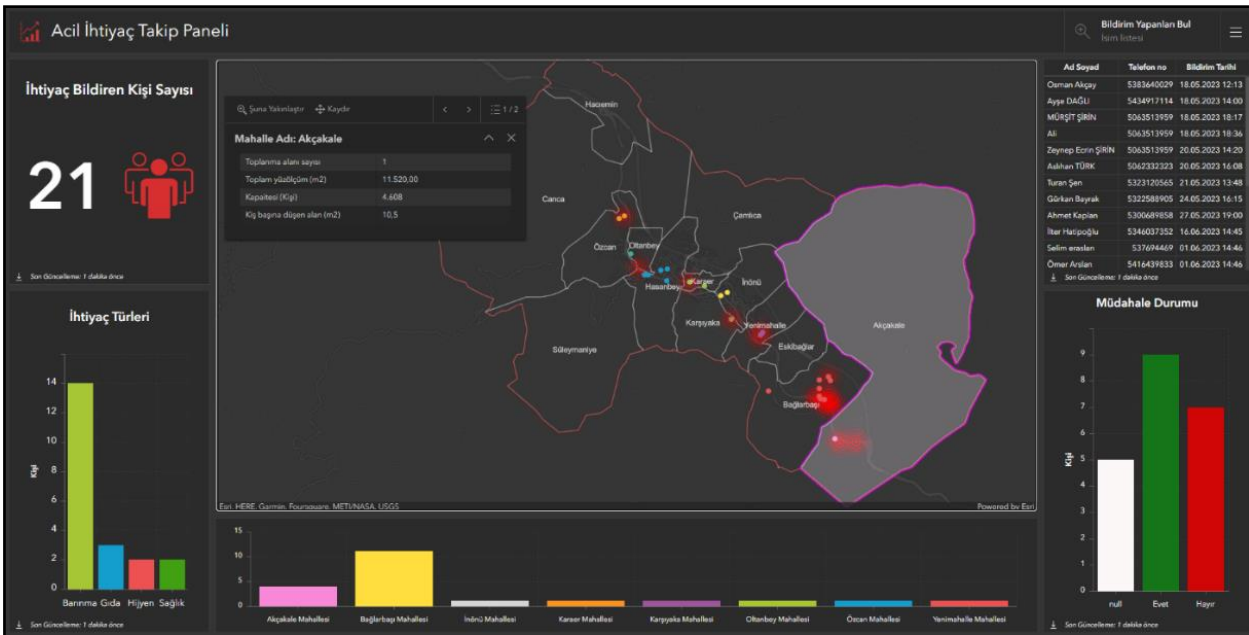 Acil İhtiyaç Takip Paneli
Bildirim Yapanları Bul
İsim listesi
İhtiyaç Bildiren Kişi Sayısı
21
Son Güncelleme: 1 dakika önce
İhtiyaç Türleri
14
12
10
8
6
4
2
0
Kişi
Barınma Gıda Hijyen Sağlık
Son Güncelleme: 1 dakika önce
Şuna Yakınlaştır Kaydır 1 / 2
Mahalle Adı: Akçakale
Toplanma alanı sayısı 1
Toplam yüzölçüm (m2) 11.520,00
Kapaitesi (Kişi) 4.608
Kiş başına düşen alan (m2) 10,5
Hacıemin
Canca
Çamlıca
Özcan
Oltanbey
Hasanbey
Karaer
İnönü
Karşıyaka
Yenimahalle
Akçakale
Süleymaniye
Eskibağlar
Bağlarbaşı
Esri, HERE, Garmin, Foursquare, METI/NASA, USGS
Powered by Esri
15
10
5
0
Akçakale Mahallesi Bağlarbaşı Mahallesi İnönü Mahallesi Karaer Mahallesi Karşıyaka Mahallesi Oltanbey Mahallesi Özcan Mahallesi Yenimahalle Mahallesi
Ad Soyad Telefon no Bildirim Tarihi
Osman Akçay 5383640029 18.05.2023 12:13
Ayşe DAĞLI 5434917114 18.05.2023 14:00
MÜRŞİT ŞİRİN 5063513959 18.05.2023 18:17
Ali 5063513959 18.05.2023 18:36
Zeynep Ecrin ŞİRİN 5063513959 20.05.2023 14:20
Aslıhan TÜRK 5062332323 20.05.2023 16:08
Turan Şen 5323120565 21.05.2023 13:48
Gürkan Bayrak 5322588905 24.05.2023 16:15
Ahmet Kaplan 5300689858 27.05.2023 19:00
İlter Hatipoğlu 5346037352 16.06.2023 14:45
Selim eraslan 537694469 01.06.2023 14:46
Ömer Arslan 5416439833 01.06.2023 14:46
Son Güncelleme: 1 dakika önce
Müdahale Durumu
9
8
7
6
5
4
3
2
1
0
Kişi
null Evet Hayır
Son Güncelleme: 1 dakika önce